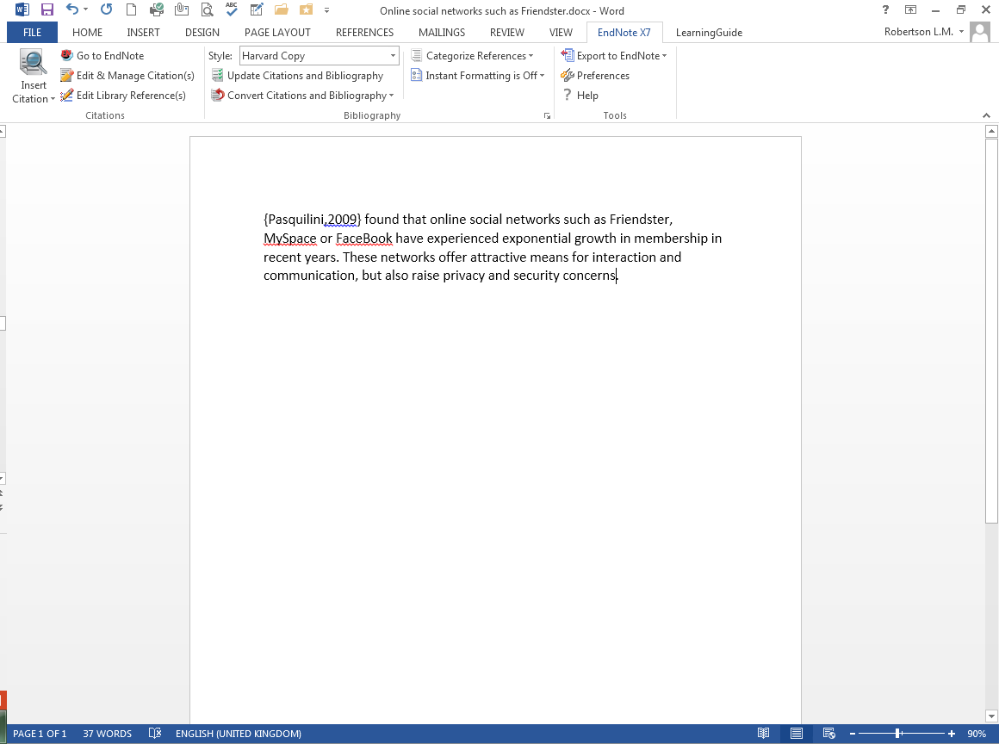 Online social networks such as Friendster.docx - Word
FILE HOME INSERT DESIGN PAGE LAYOUT REFERENCES MAILINGS REVIEW VIEW EndNote X7 LearningGuide Robertson L.M.
Insert Citation
Go to EndNote
Edit & Manage Citation(s)
Edit Library Reference(s)
Citations
Style: Harvard Copy
Update Citations and Bibliography
Convert Citations and Bibliography
Categorize References
Instant Formatting is Off
Bibliography
Export to EndNote
Preferences
? Help
Tools
{Pasquilini,2009} found that online social networks such as Friendster,
MySpace or FaceBook have experienced exponential growth in membership in
recent years. These networks offer attractive means for interaction and
communication, but also raise privacy and security concerns.
PAGE 1 OF 1 37 WORDS ENGLISH (UNITED KINGDOM) 90%